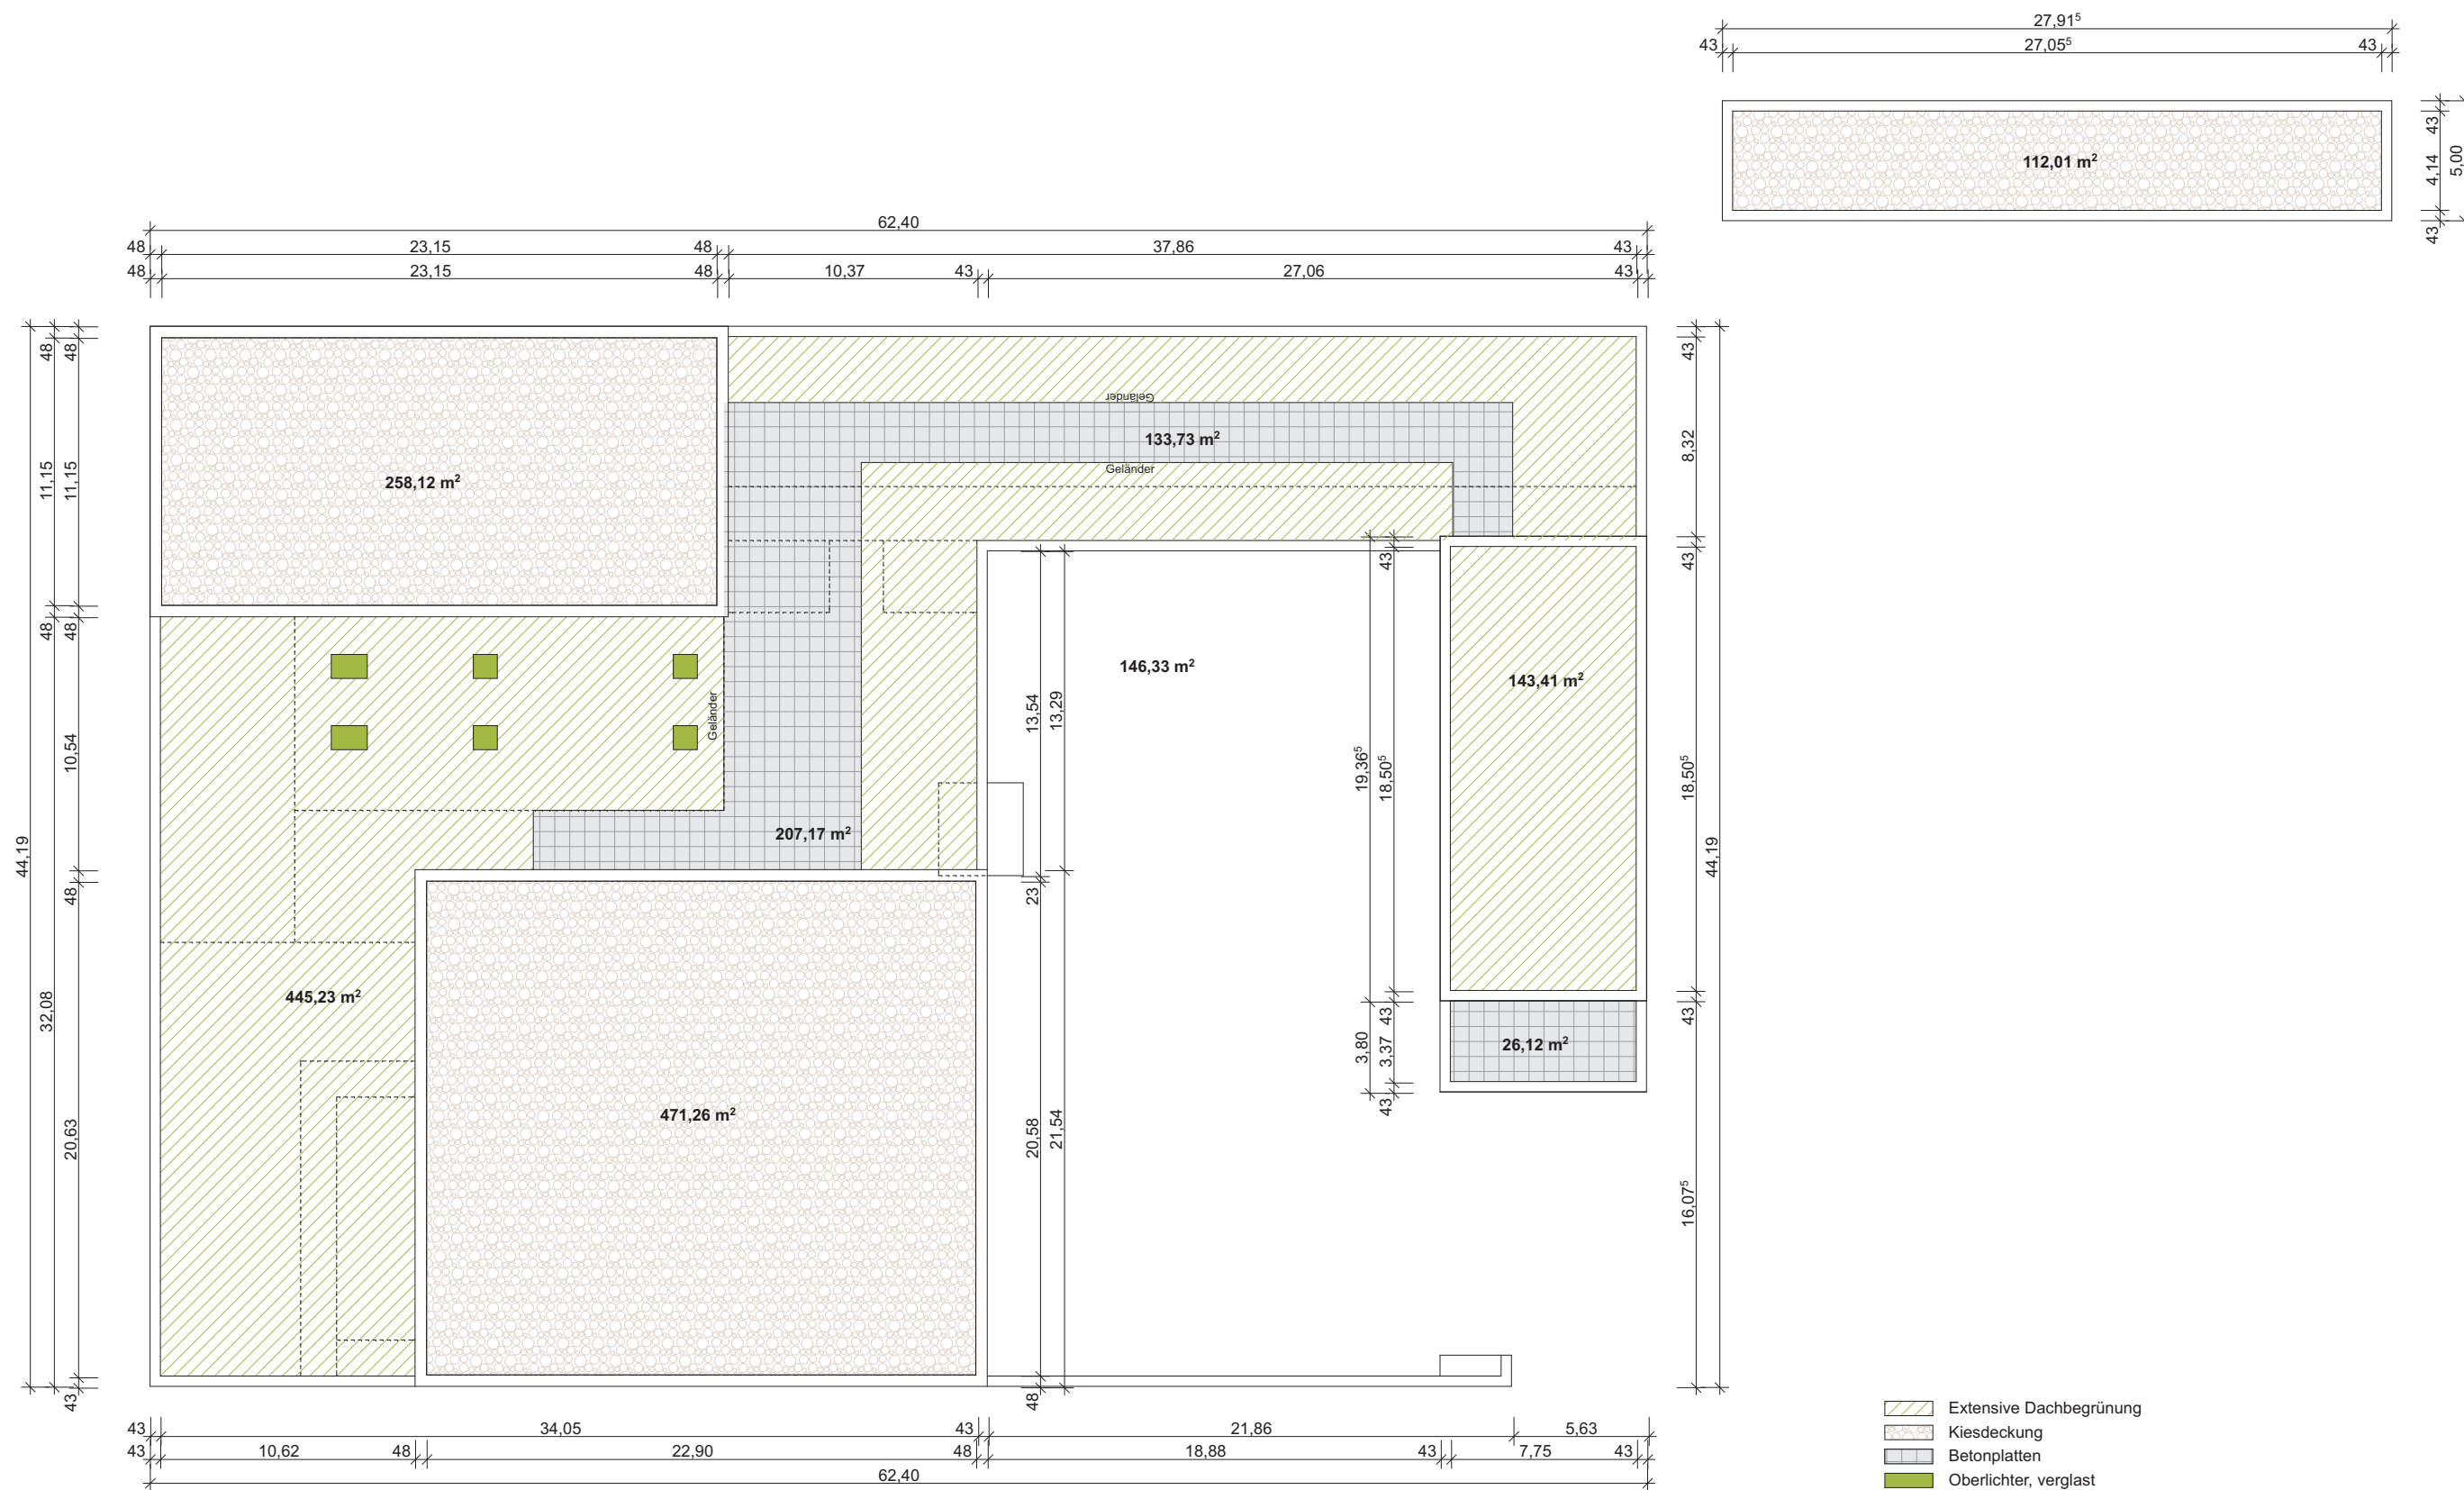 27,91⁵
43 27,05⁵ 43
112,01 m²
43
4,14
43
5,00
62,40
48 23,15 48 37,86 43
48 23,15 48 10,37 43 27,06 43
44,19
48
11,15
48
32,08
48
11,15
48
10,54
48
20,63
43
258,12 m²
Geländer
133,73 m²
Geländer
Geländer
207,17 m²
445,23 m²
471,26 m²
146,33 m²
13,54
23
20,58
48
13,29
21,54
19,36⁵
3,80
43
18,50⁵
43
3,37
43
143,41 m²
26,12 m²
43
8,32
43
18,50⁵
43
16,07⁵
44,19
43 34,05 43 21,86 5,63
43 10,62 48 22,90 48 18,88 43 7,75 43
62,40
Extensive Dachbegrünung
Kiesdeckung
Betonplatten
Oberlichter, verglast